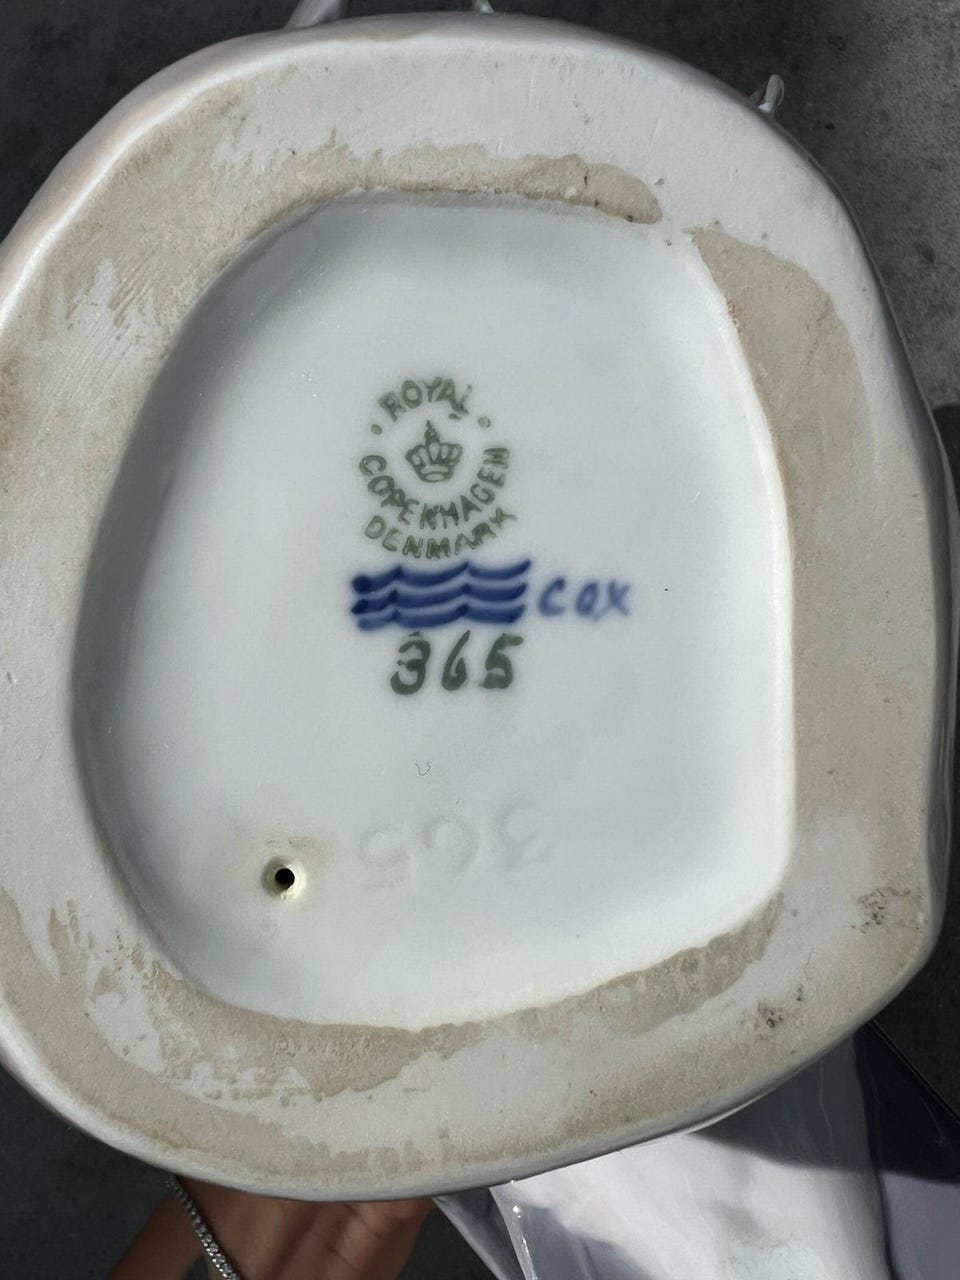 ROYAL
COPENHAGEN
DENMARK
cox
365
365